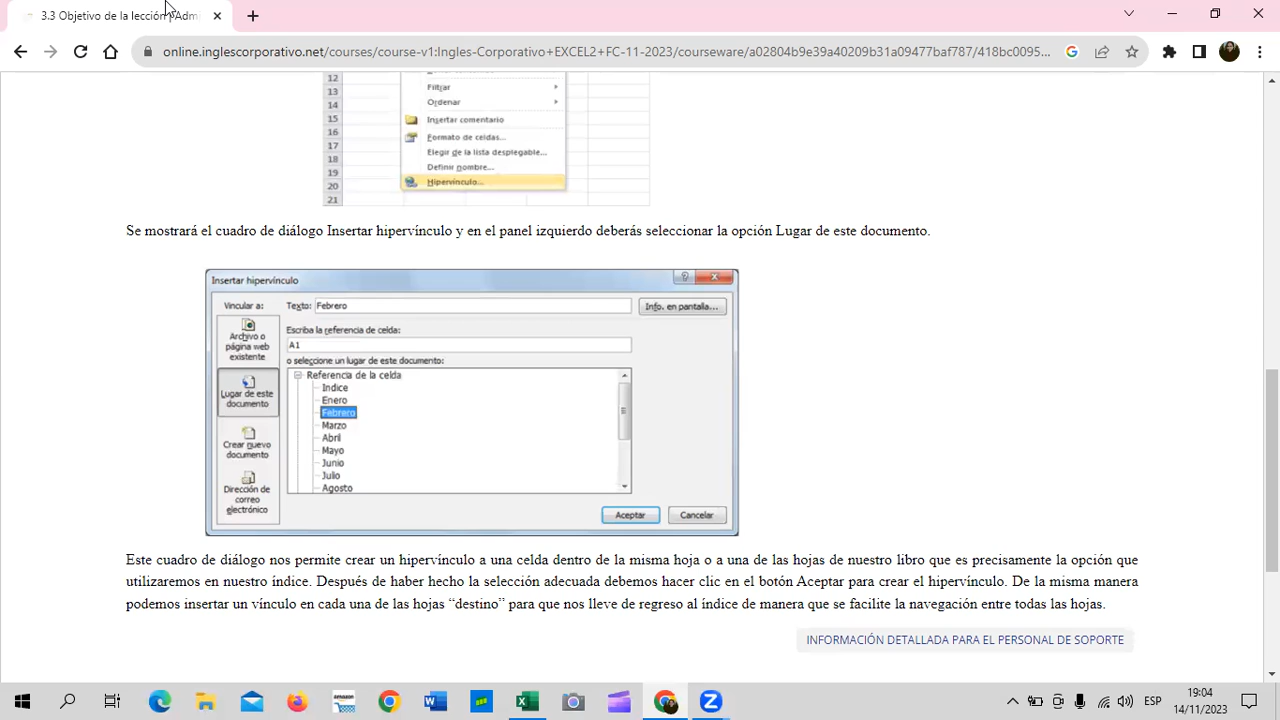 3.3 Objetivo de la lección | Adm
online.inglescorporativo.net/courses/course-v1:Ingles-Corporativo+EXCEL2+FC-11-2023/courseware/a02804b9e39a40209b31a09477baf787/418bc0095...
12
13 Filtrar
14 Ordenar
15 Insertar comentario
16 Formato de celdas...
17 Elegir de la lista desplegable...
18
19 Definir nombre...
20 Hipervínculo...
21
Se mostrará el cuadro de diálogo Insertar hipervínculo y en el panel izquierdo deberás seleccionar la opción Lugar de este documento.
Insertar hipervínculo
Vincular a: Texto: Febrero Info. en pantalla...
Archivo o página web existente
Escriba la referencia de celda:
A1
o seleccione un lugar de este documento:
Lugar de este documento
Referencia de la celda
Indice
Enero
Febrero
Marzo
Abril
Mayo
Junio
Julio
Agosto
Crear nuevo documento
Dirección de correo electrónico
Aceptar Cancelar
Este cuadro de diálogo nos permite crear un hipervínculo a una celda dentro de la misma hoja o a una de las hojas de nuestro libro que es precisamente la opción que
utilizaremos en nuestro índice. Después de haber hecho la selección adecuada debemos hacer clic en el botón Aceptar para crear el hipervínculo. De la misma manera
podemos insertar un vínculo en cada una de las hojas “destino” para que nos lleve de regreso al índice de manera que se facilite la navegación entre todas las hojas.
INFORMACIÓN DETALLADA PARA EL PERSONAL DE SOPORTE
ESP
19:04
14/11/2023